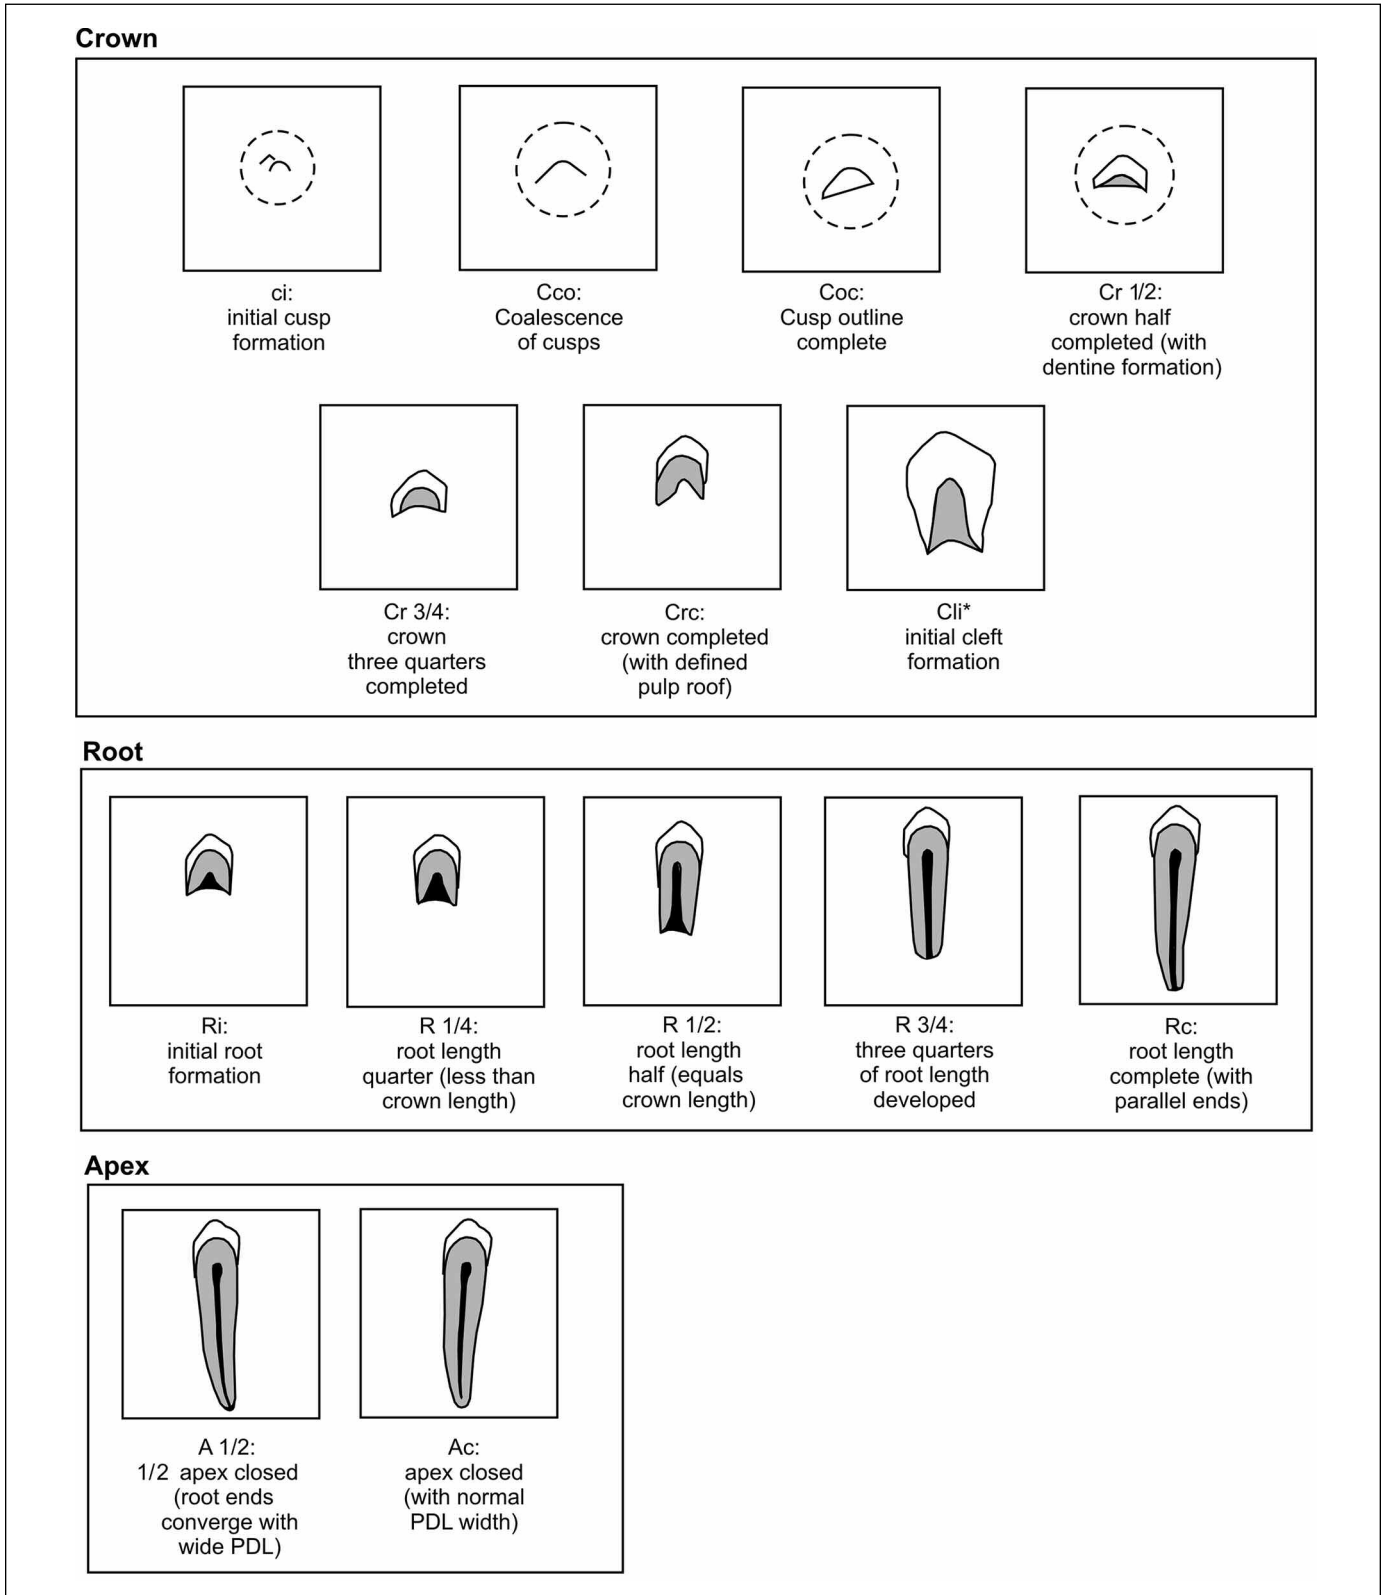 Crown
ci:
initial cusp
formation
Cco:
Coalescence
of cusps
Coc:
Cusp outline
complete
Cr 1/2:
crown half
completed (with
dentine formation)
Cr 3/4:
crown
three quarters
completed
Crc:
crown completed
(with defined
pulp roof)
Cli*
initial cleft
formation
Root
Ri:
initial root
formation
R 1/4:
root length
quarter (less than
crown length)
R 1/2:
root length
half (equals
crown length)
R 3/4:
three quarters
of root length
developed
Rc:
root length
complete (with
parallel ends)
Apex
A 1/2:
1/2 apex closed
(root ends
converge with
wide PDL)
Ac:
apex closed
(with normal
PDL width)